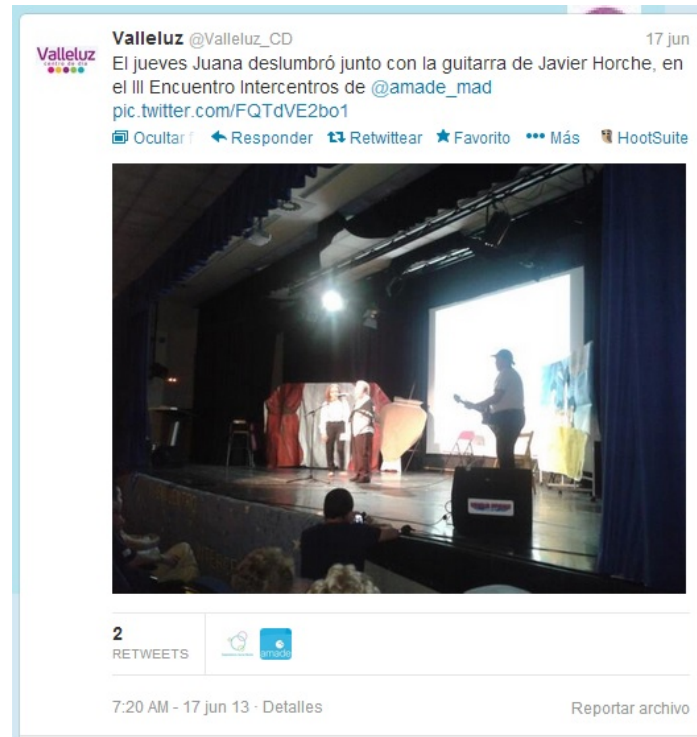 Valleluz @Valleluz_CD 17 jun
Valleluz
centro de día
El jueves Juana deslumbró junto con la guitarra de Javier Horche, en
el III Encuentro Intercentros de @amade_mad
pic.twitter.com/FQTdVE2bo1
Ocultar f Responder Retwittear Favorito Más HootSuite
2
RETWEETS
amade
7:20 AM - 17 jun 13 · Detalles
Reportar archivo